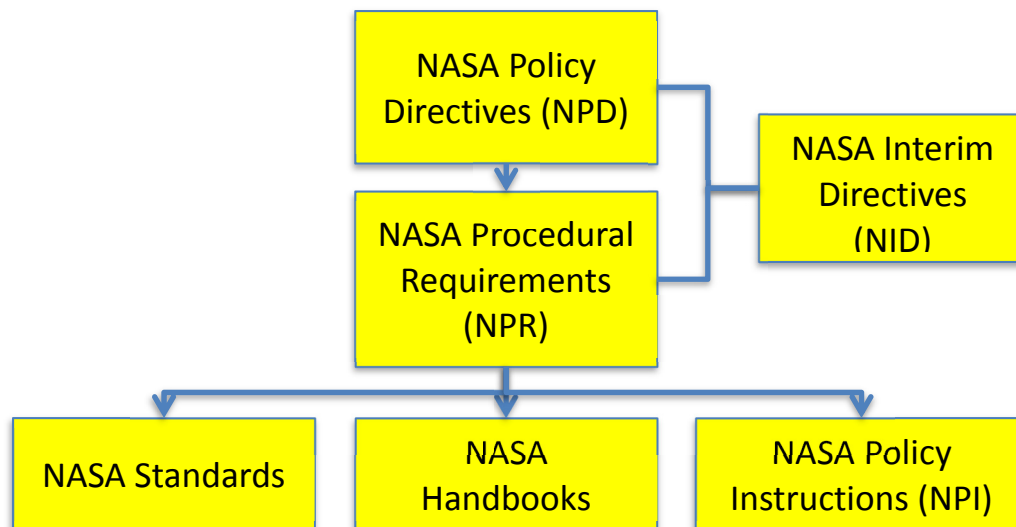 NASA Policy
Directives (NPD)
NASA Interim
Directives
(NID)
NASA Procedural
Requirements
(NPR)
NASA Standards
NASA
Handbooks
NASA Policy
Instructions (NPI)